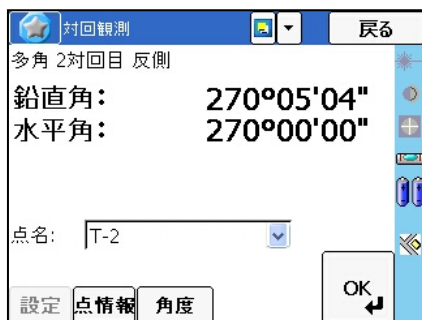 対回観測
戻る
多角 2対回目 反側
鉛直角: 270°05'04"
水平角: 270°00'00"
点名: T-2
OK
設定 点情報 角度